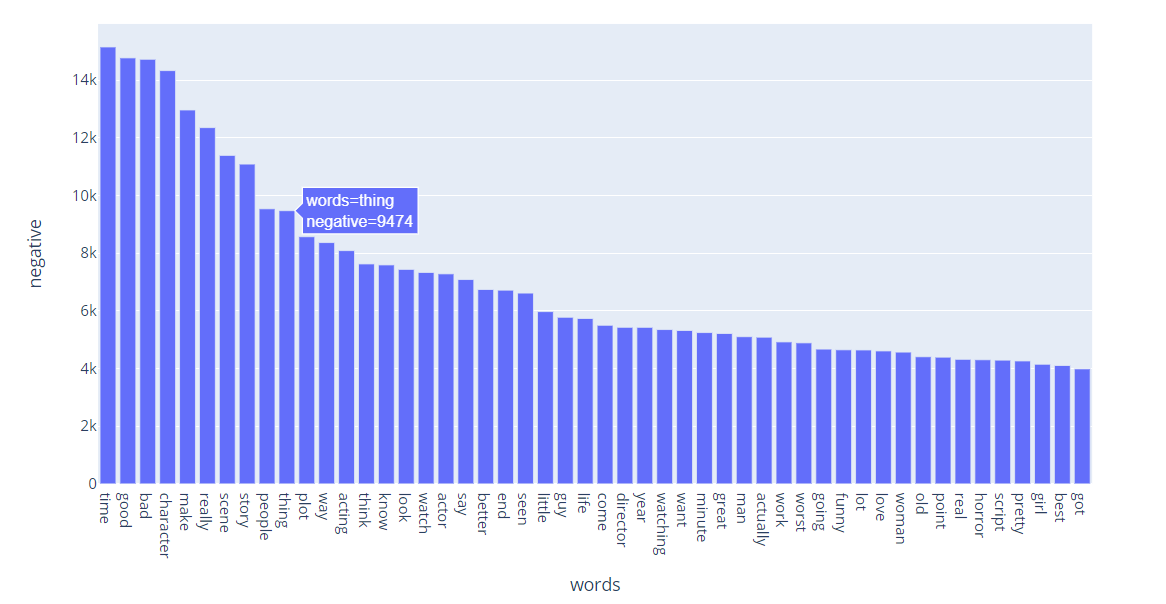 14k
12k
10k
8k
6k
4k
2k
0
negative
words=thing
negative=9474
time
good
bad
character
make
really
scene
story
people
thing
plot
way
acting
think
know
look
watch
actor
say
better
end
seen
little
guy
life
come
director
year
watching
want
minute
great
man
actually
work
worst
going
funny
lot
love
woman
old
point
real
horror
script
pretty
girl
best
got
words